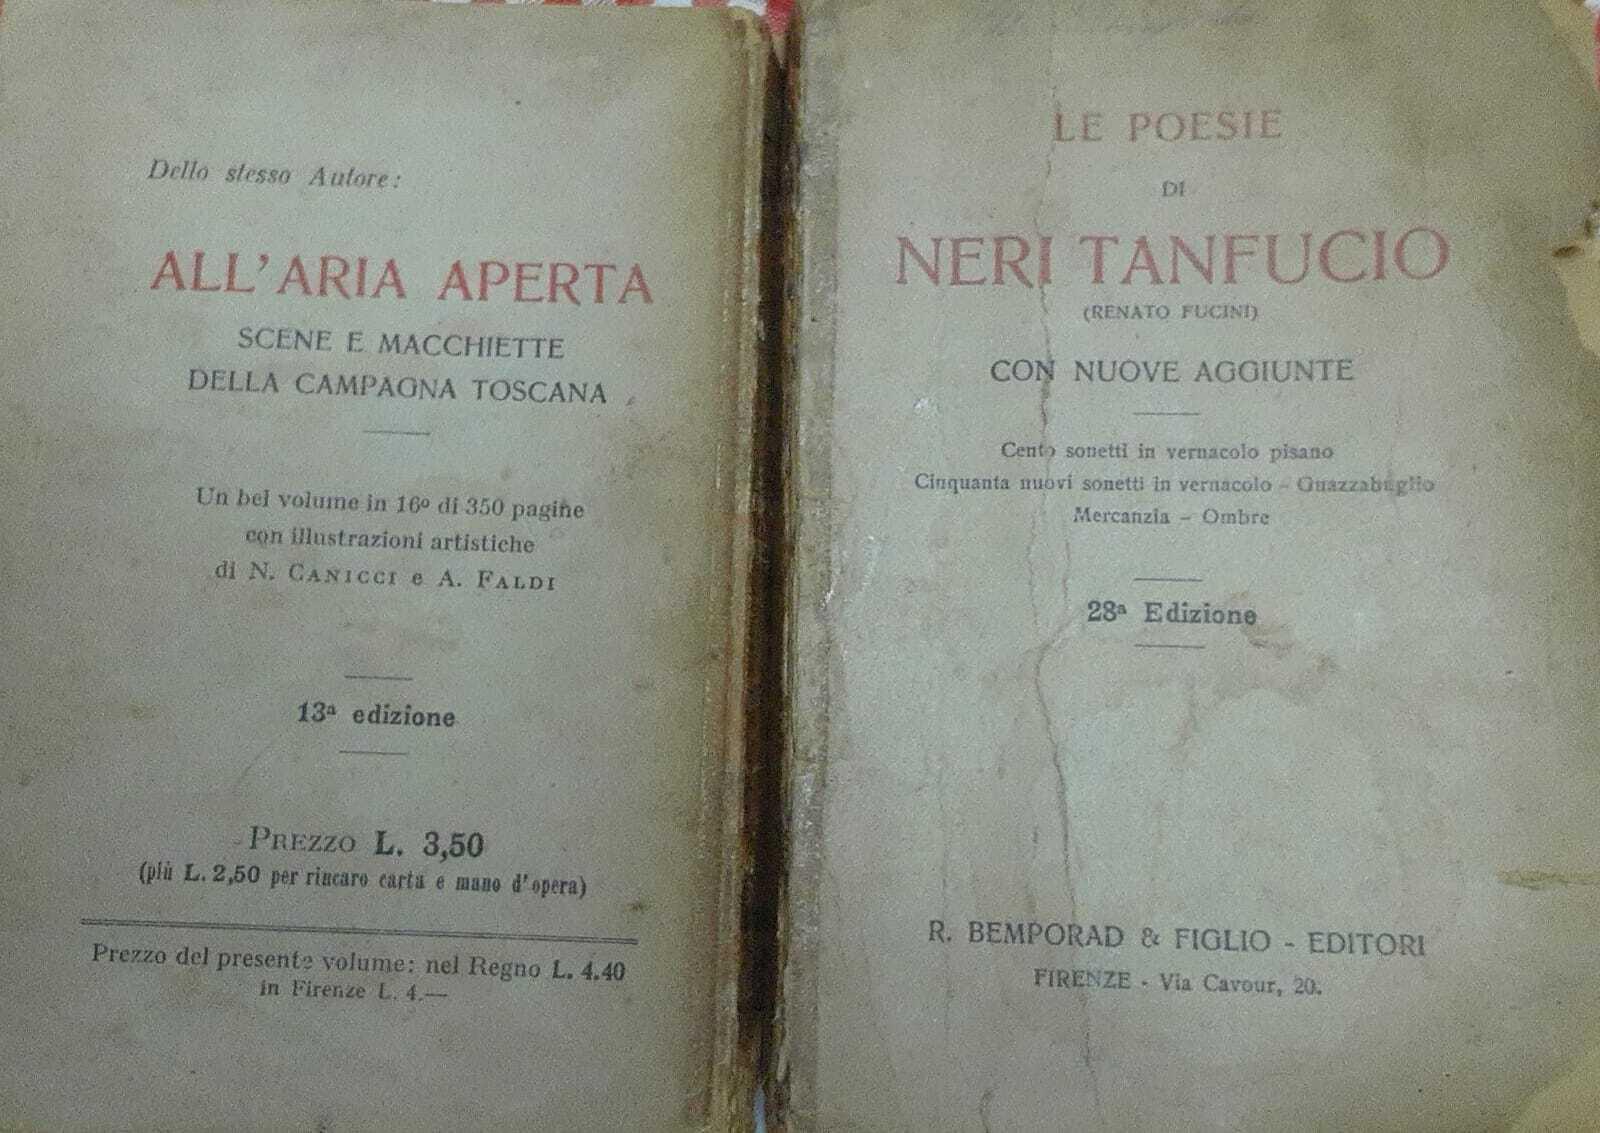 Dello stesso Autore:
ALL'ARIA APERTA
SCENE E MACCHIETTE
DELLA CAMPAGNA TOSCANA
Un bel volume in 16º di 350 pagine
con illustrazioni artistiche
di N. CANICCI e A. FALDI
13ª edizione
PREZZO L. 3,50
(più L. 2,50 per rincaro carta e mano d'opera)
Prezzo del presente volume: nel Regno L. 4.40
in Firenze L. 4.—
LE POESIE
DI
NERI TANFUCIO
(RENATO FUCINI)
CON NUOVE AGGIUNTE
Cento sonetti in vernacolo pisano
Cinquanta nuovi sonetti in vernacolo - Guazzabuglio
Mercanzia - Ombre
28ª Edizione
R. BEMPORAD & FIGLIO - EDITORI
FIRENZE - Via Cavour, 20.